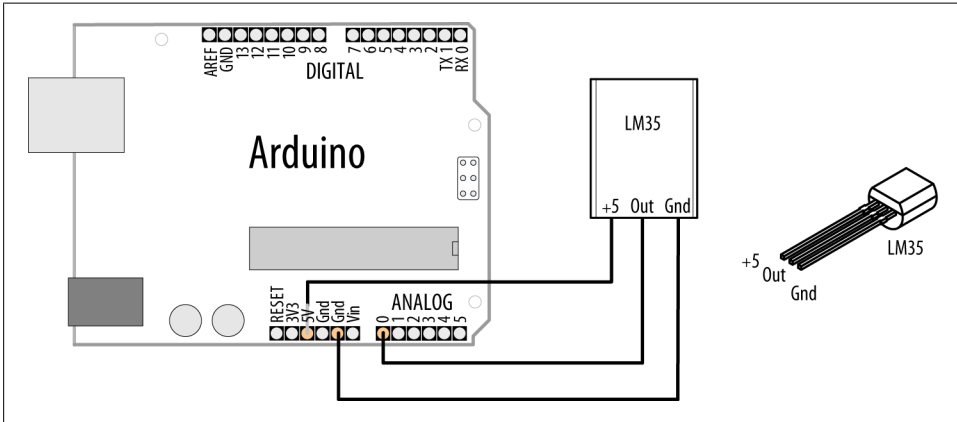 AREF
GND
13
12
11
10
9
8
7
6
5
4
3
2
TX 1
RX 0
DIGITAL
Arduino
LM35
+5 Out Gnd
+5
Out
Gnd
LM35
RESET
3V3
5V
Gnd
Gnd
Vin
ANALOG
0
1
2
3
4
5